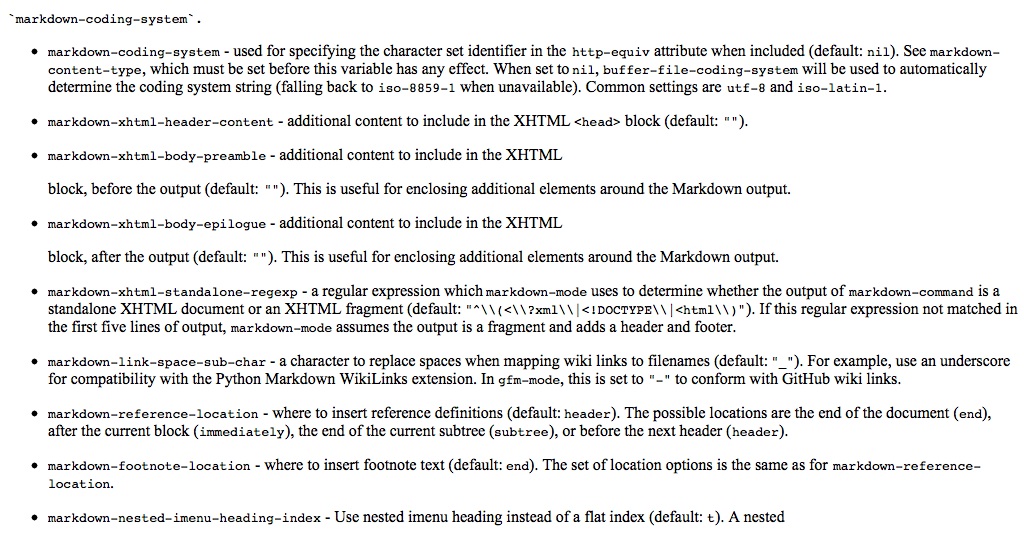 `markdown-coding-system`.
• markdown-coding-system - used for specifying the character set identifier in the http-equiv attribute when included (default: nil). See markdown-
content-type, which must be set before this variable has any effect. When set to nil, buffer-file-coding-system will be used to automatically
determine the coding system string (falling back to iso-8859-1 when unavailable). Common settings are utf-8 and iso-latin-1.
• markdown-xhtml-header-content - additional content to include in the XHTML <head> block (default: "").
• markdown-xhtml-body-preamble - additional content to include in the XHTML
block, before the output (default: ""). This is useful for enclosing additional elements around the Markdown output.
• markdown-xhtml-body-epilogue - additional content to include in the XHTML
block, after the output (default: ""). This is useful for enclosing additional elements around the Markdown output.
• markdown-xhtml-standalone-regexp - a regular expression which markdown-mode uses to determine whether the output of markdown-command is a
standalone XHTML document or an XHTML fragment (default: "^\\(<\\?xml\\|<!DOCTYPE\\|<html\\)"). If this regular expression not matched in
the first five lines of output, markdown-mode assumes the output is a fragment and adds a header and footer.
• markdown-link-space-sub-char - a character to replace spaces when mapping wiki links to filenames (default: "_"). For example, use an underscore
for compatibility with the Python Markdown WikiLinks extension. In gfm-mode, this is set to "-" to conform with GitHub wiki links.
• markdown-reference-location - where to insert reference definitions (default: header). The possible locations are the end of the document (end),
after the current block (immediately), the end of the current subtree (subtree), or before the next header (header).
• markdown-footnote-location - where to insert footnote text (default: end). The set of location options is the same as for markdown-reference-
location.
• markdown-nested-imenu-heading-index - Use nested imenu heading instead of a flat index (default: t). A nested